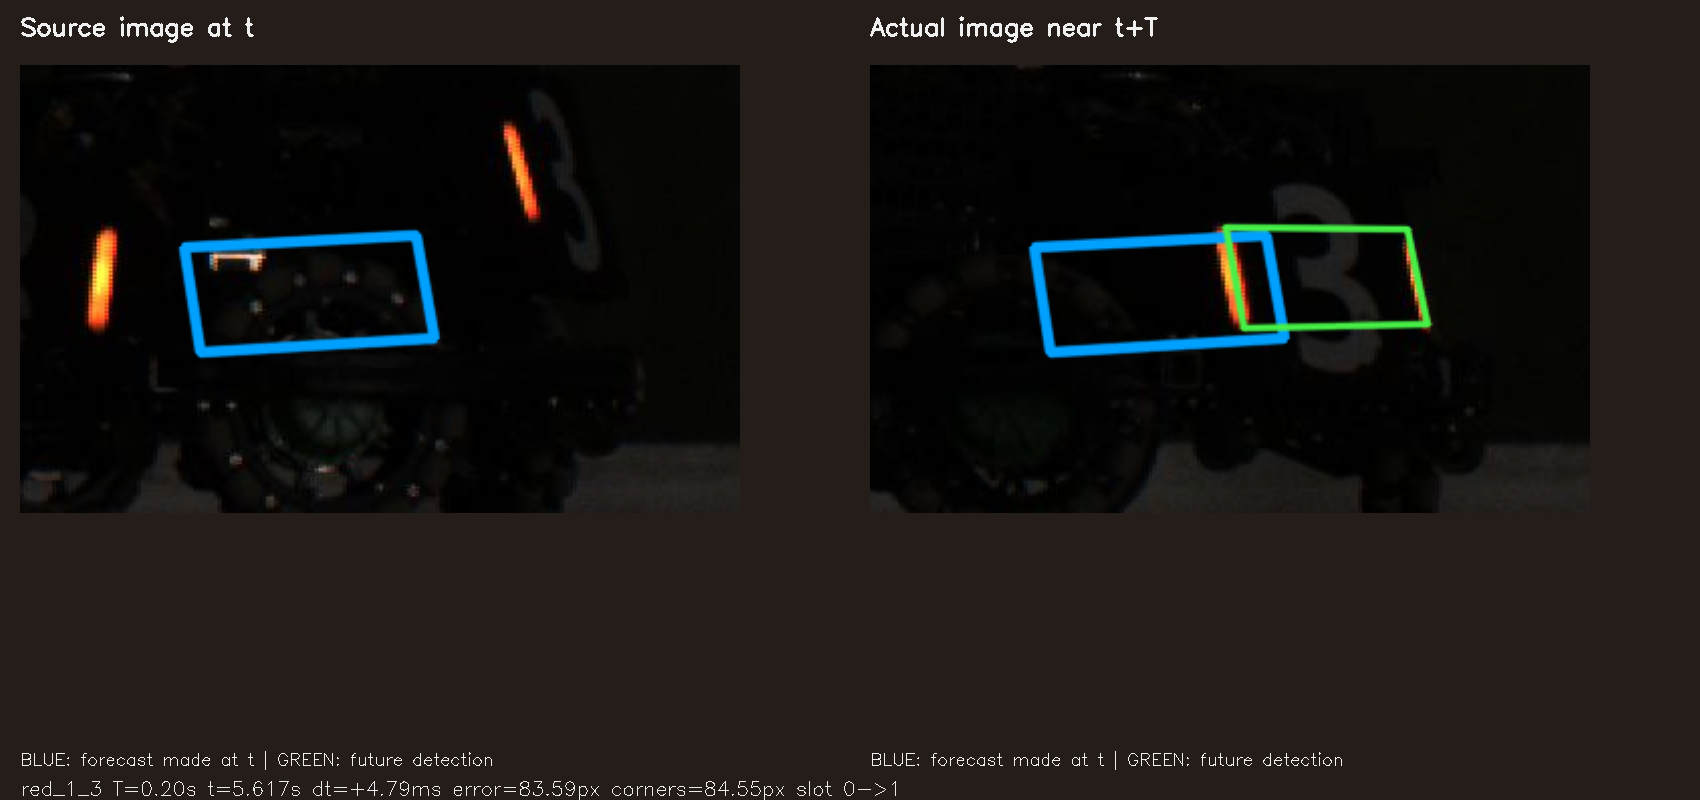 Source image at t
Actual image near t+T
3
3
BLUE: forecast made at t | GREEN: future detection
BLUE: forecast made at t | GREEN: future detection
red_1_3 T=0.20s t=5.617s dt=+4.79ms error=83.59px corners=84.55px slot 0->1